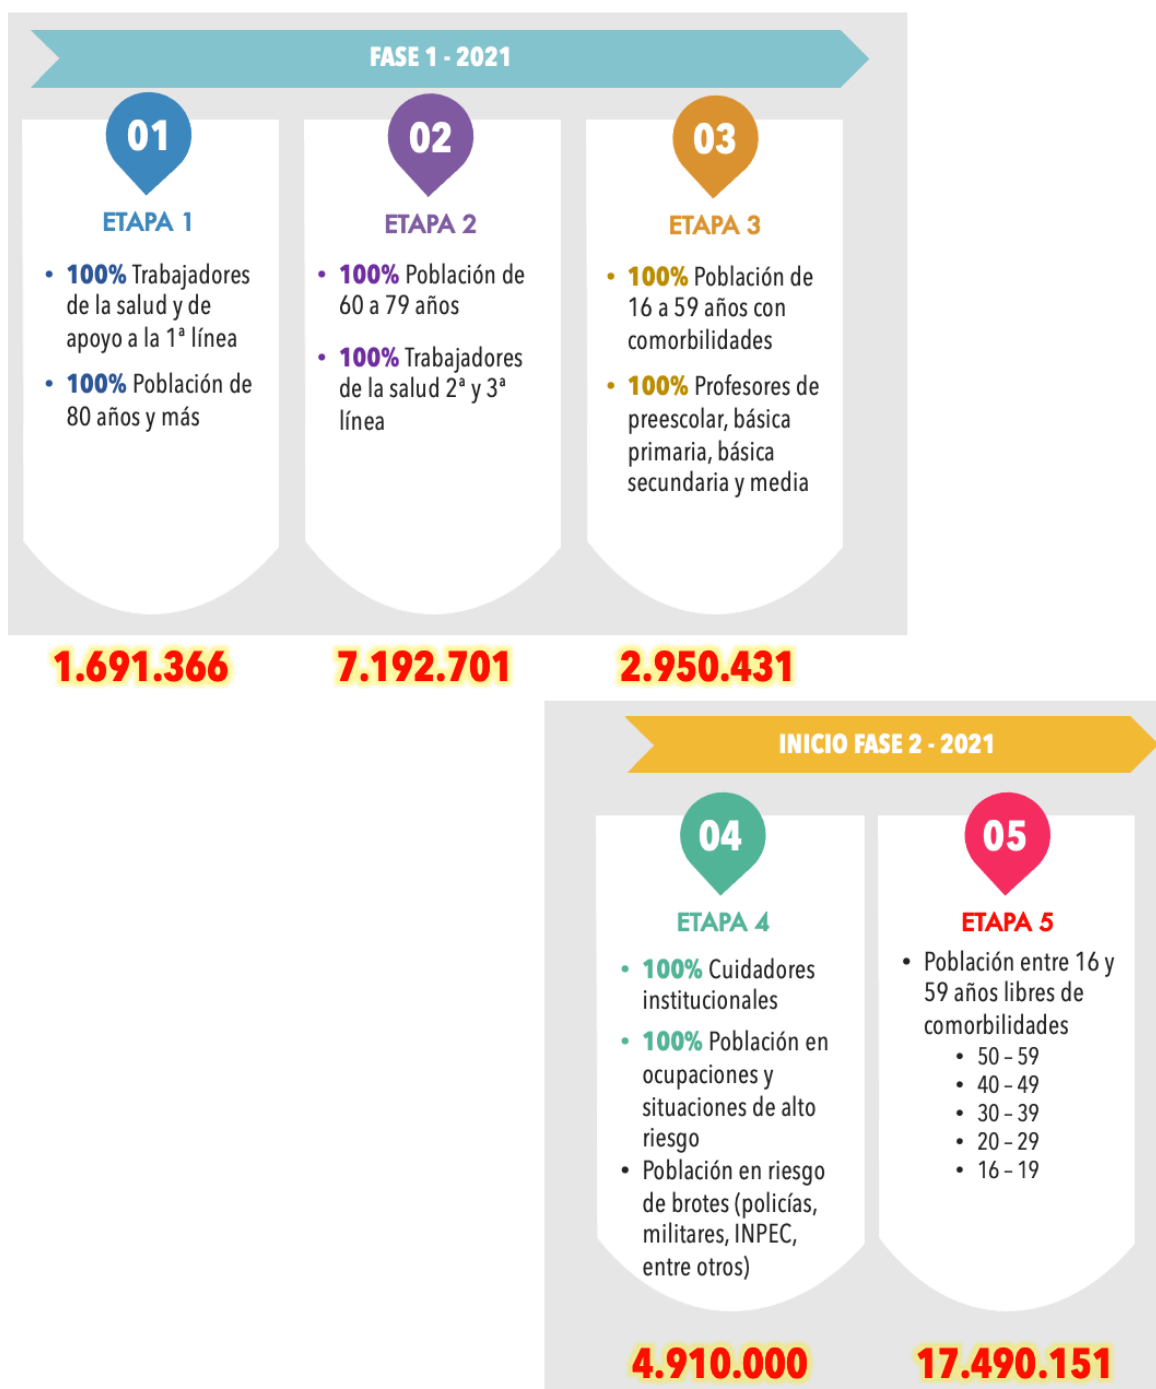 FASE 1 - 2021
01
ETAPA 1
• 100% Trabajadores
de la salud y de
apoyo a la 1ª línea
• 100% Población de
80 años y más
1.691.366
02
ETAPA 2
• 100% Población de
60 a 79 años
• 100% Trabajadores
de la salud 2ª y 3ª
línea
7.192.701
03
ETAPA 3
• 100% Población de
16 a 59 años con
comorbilidades
• 100% Profesores de
preescolar, básica
primaria, básica
secundaria y media
2.950.431
INICIO FASE 2 - 2021
04
ETAPA 4
• 100% Cuidadores
institucionales
• 100% Población en
ocupaciones y
situaciones de alto
riesgo
• Población en riesgo
de brotes (policías,
militares, INPEC,
entre otros)
4.910.000
05
ETAPA 5
• Población entre 16 y
59 años libres de
comorbilidades
• 50 – 59
• 40 – 49
• 30 – 39
• 20 – 29
• 16 – 19
17.490.151